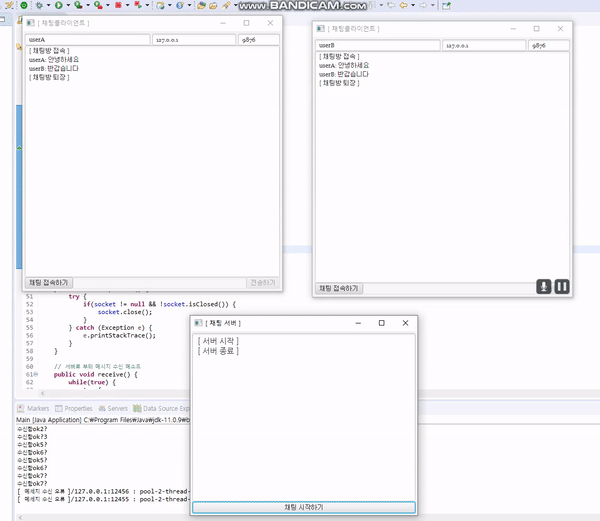 www.BANDICAM.com
[ 채팅클라이언트 ]
userA
127.0.0.1
9876
[ 채팅방 접속 ]
userA: 안녕하세요
userB: 반갑습니다
[ 채팅방 퇴장 ]
채팅 접속하기
전송하기
[ 채팅클라이언트 ]
userB
127.0.0.1
9876
[ 채팅방 접속 ]
userA: 안녕하세요
userB: 반갑습니다
[ 채팅방 퇴장 ]
채팅 접속하기
51 try {
52 if(socket != null && !socket.isClosed()) {
53 socket.close();
54 }
55 } catch (Exception e) {
56 e.printStackTrace();
57 }
58 }
59
60 // 서버로 부터 메시지 수신 메소드
61 public void receive() {
62 while(true) {
[ 채팅 서버 ]
[ 서버 시작 ]
[ 서버 종료 ]
채팅 시작하기
Markers Properties Servers Data Source Exp
Main [Java Application] C:₩Program Files₩Java₩jdk-11.0.9₩b
수신함ok2?
수신함ok?3
수신함ok5?
수신함ok6?
수신함ok5?
수신함ok6?
수신함ok7?
수신함ok7?
[ 메세지 수신 오류 ]/127.0.0.1:12456 : pool-2-thread-
[ 메세지 수신 오류 ]/127.0.0.1:12455 : pool-2-thread-